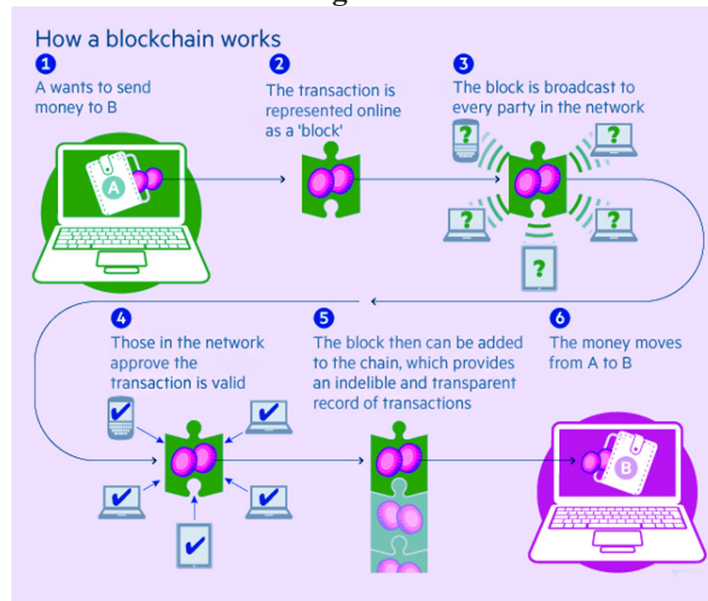 How a blockchain works
1
A wants to send
money to B
2
The transaction is
represented online
as a 'block'
3
The block is broadcast to
every party in the network
A
?
?
?
?
?
4
Those in the network
approve the
transaction is valid
5
The block then can be added
to the chain, which provides
an indelible and transparent
record of transactions
6
The money moves
from A to B
B